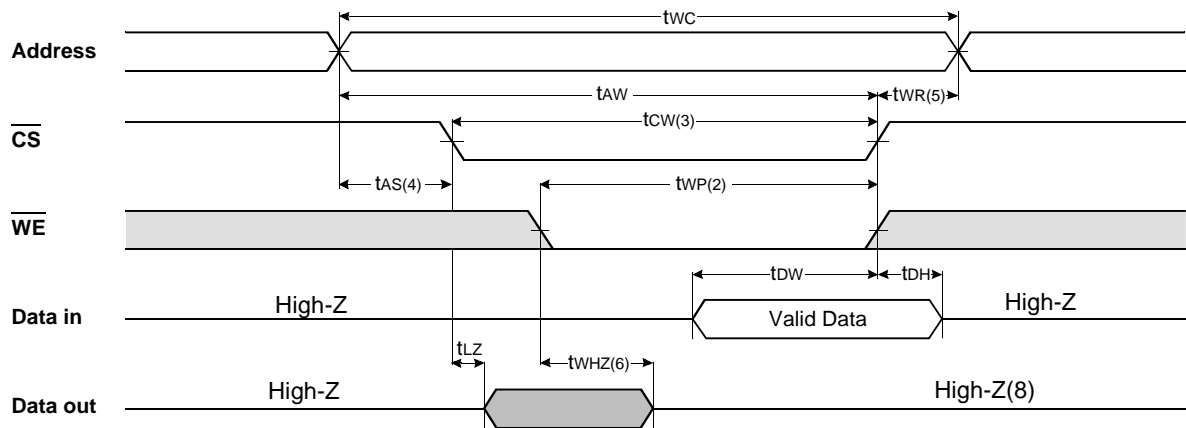 tWC
Address
tAW
tWR(5)
tCW(3)
CS
tAS(4)
tWP(2)
WE
tDW
tDH
High-Z
High-Z
Data in
Valid Data
tLZ
tWHZ(6)
High-Z
High-Z(8)
Data out